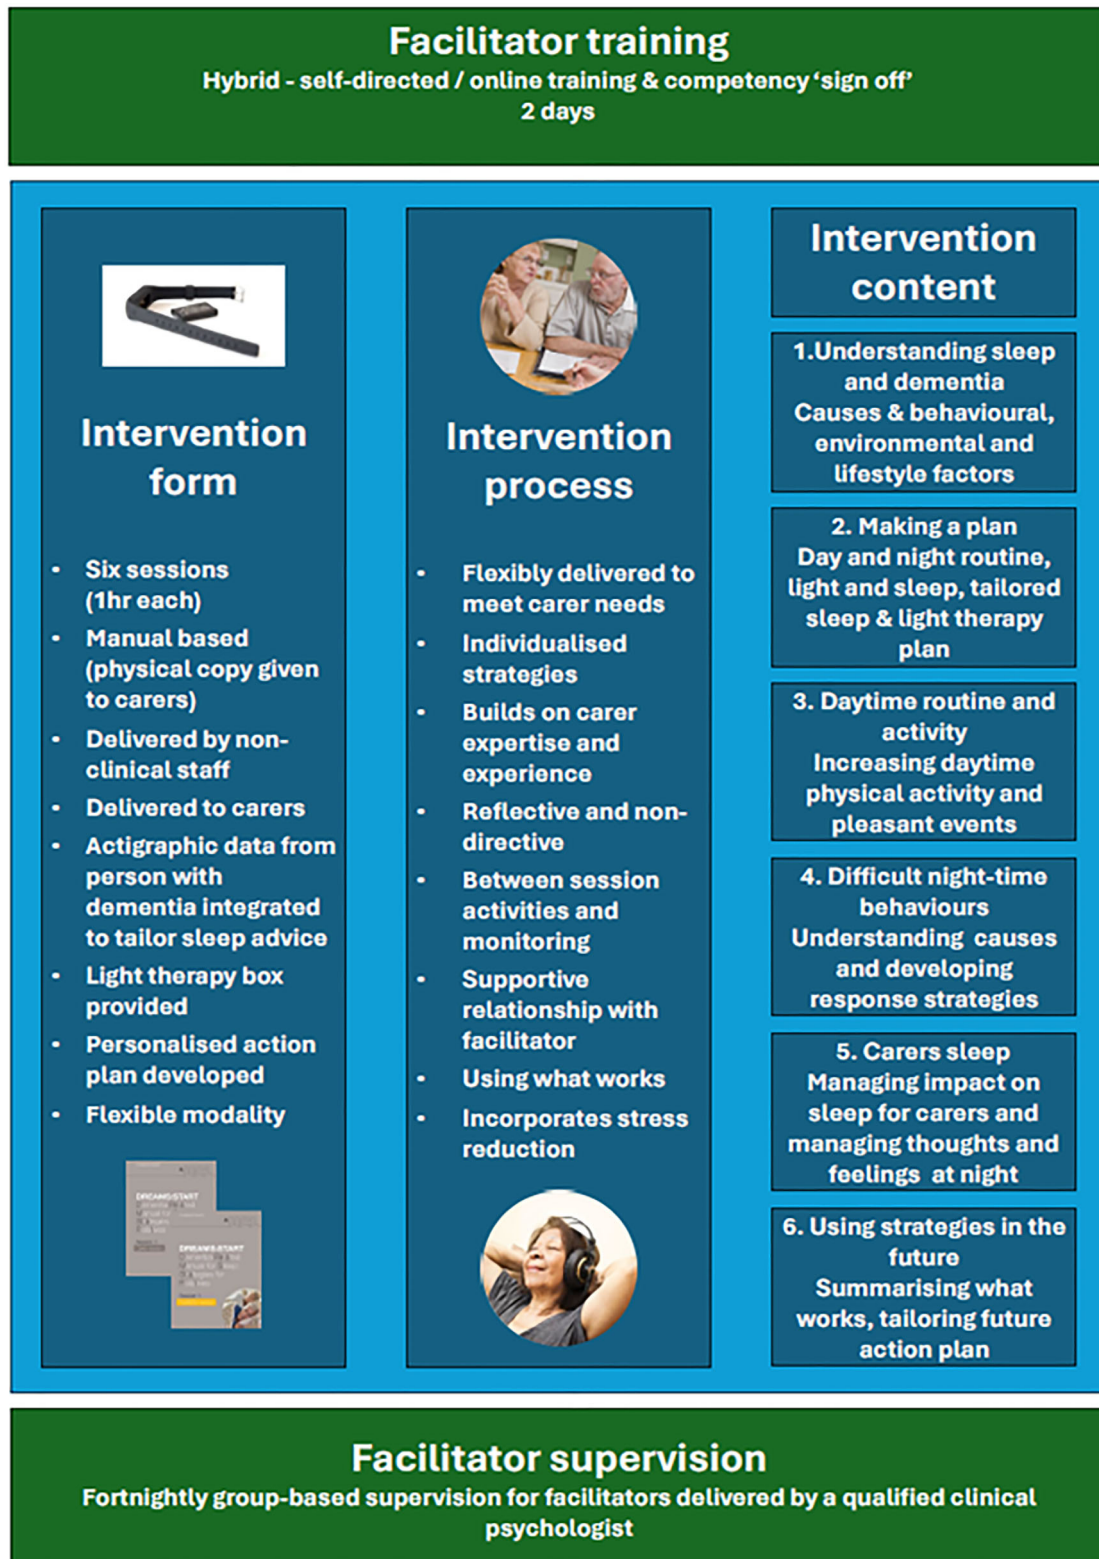 Facilitator training
Hybrid - self-directed / online training & competency ‘sign off’
2 days
Intervention
form
• Six sessions
(1hr each)
• Manual based
(physical copy given
to carers)
• Delivered by non-
clinical staff
• Delivered to carers
• Actigraphic data from
person with
dementia integrated
to tailor sleep advice
• Light therapy box
provided
• Personalised action
plan developed
• Flexible modality
DREAMS:START
DREAMS:START
Intervention
process
• Flexibly delivered to
meet carer needs
• Individualised
strategies
• Builds on carer
expertise and
experience
• Reflective and non-
directive
• Between session
activities and
monitoring
• Supportive
relationship with
facilitator
• Using what works
• Incorporates stress
reduction
Intervention
content
1.Understanding sleep
and dementia
Causes & behavioural,
environmental and
lifestyle factors
2. Making a plan
Day and night routine,
light and sleep, tailored
sleep & light therapy
plan
3. Daytime routine and
activity
Increasing daytime
physical activity and
pleasant events
4. Difficult night-time
behaviours
Understanding causes
and developing
response strategies
5. Carers sleep
Managing impact on
sleep for carers and
managing thoughts and
feelings at night
6. Using strategies in the
future
Summarising what
works, tailoring future
action plan
Facilitator supervision
Fortnightly group-based supervision for facilitators delivered by a qualified clinical
psychologist